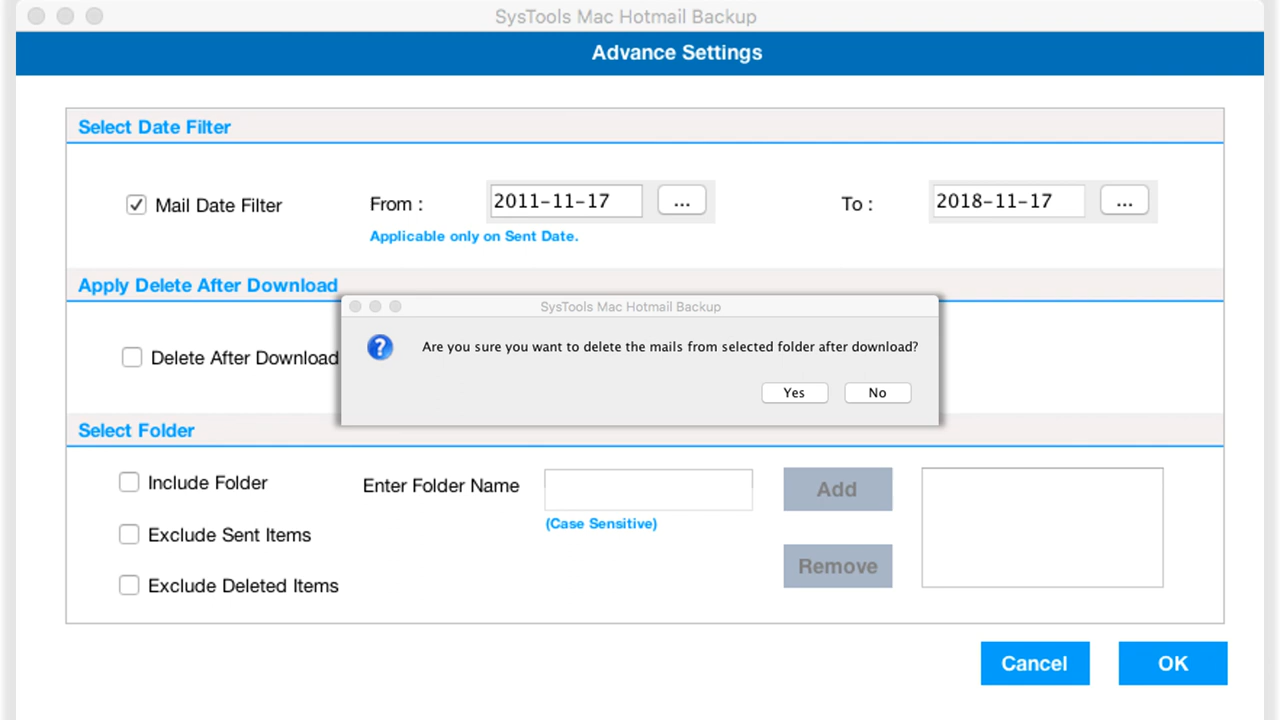 SysTools Mac Hotmail Backup
Advance Settings
Select Date Filter
Mail Date Filter From : 2011-11-17 ... To : 2018-11-17 ...
Applicable only on Sent Date.
Apply Delete After Download
SysTools Mac Hotmail Backup
? Are you sure you want to delete the mails from selected folder after download?
Delete After Download
Yes No
Select Folder
Include Folder Enter Folder Name Add
(Case Sensitive)
Exclude Sent Items
Remove
Exclude Deleted Items
Cancel OK